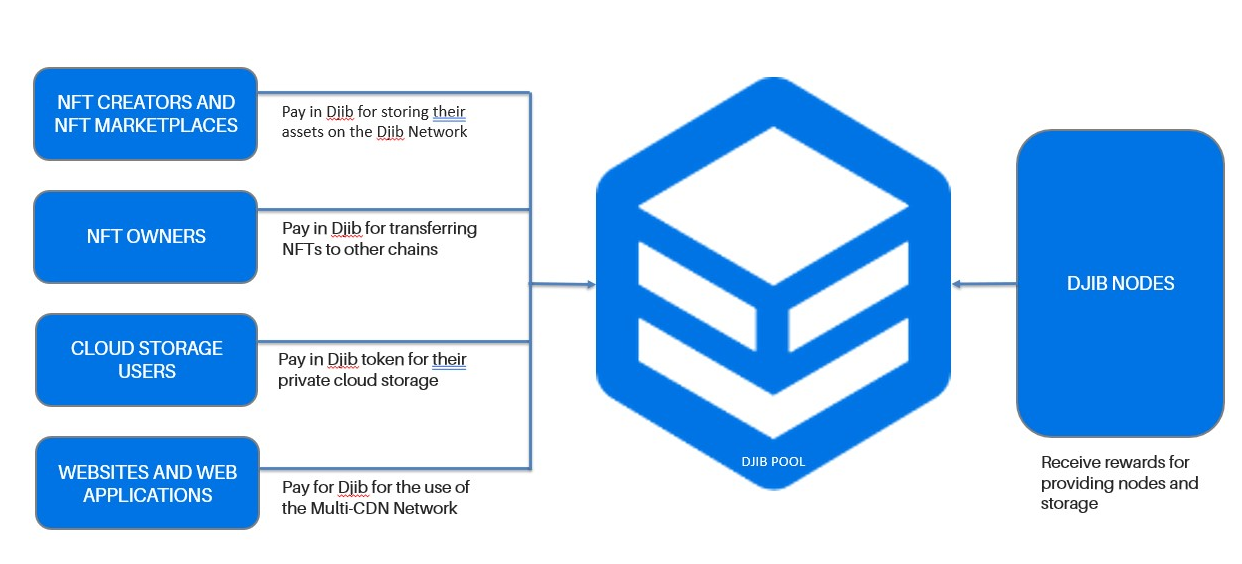 NFT CREATORS AND
NFT MARKETPLACES
Pay in Djib for storing their
assets on the Djib Network
NFT OWNERS
Pay in Djib for transferring
NFTs to other chains
CLOUD STORAGE
USERS
Pay in Djib token for their
private cloud storage
WEBSITES AND WEB
APPLICATIONS
Pay for Djib for the use of
the Multi-CDN Network
DJIB POOL
DJIB NODES
Receive rewards for
providing nodes and
storage